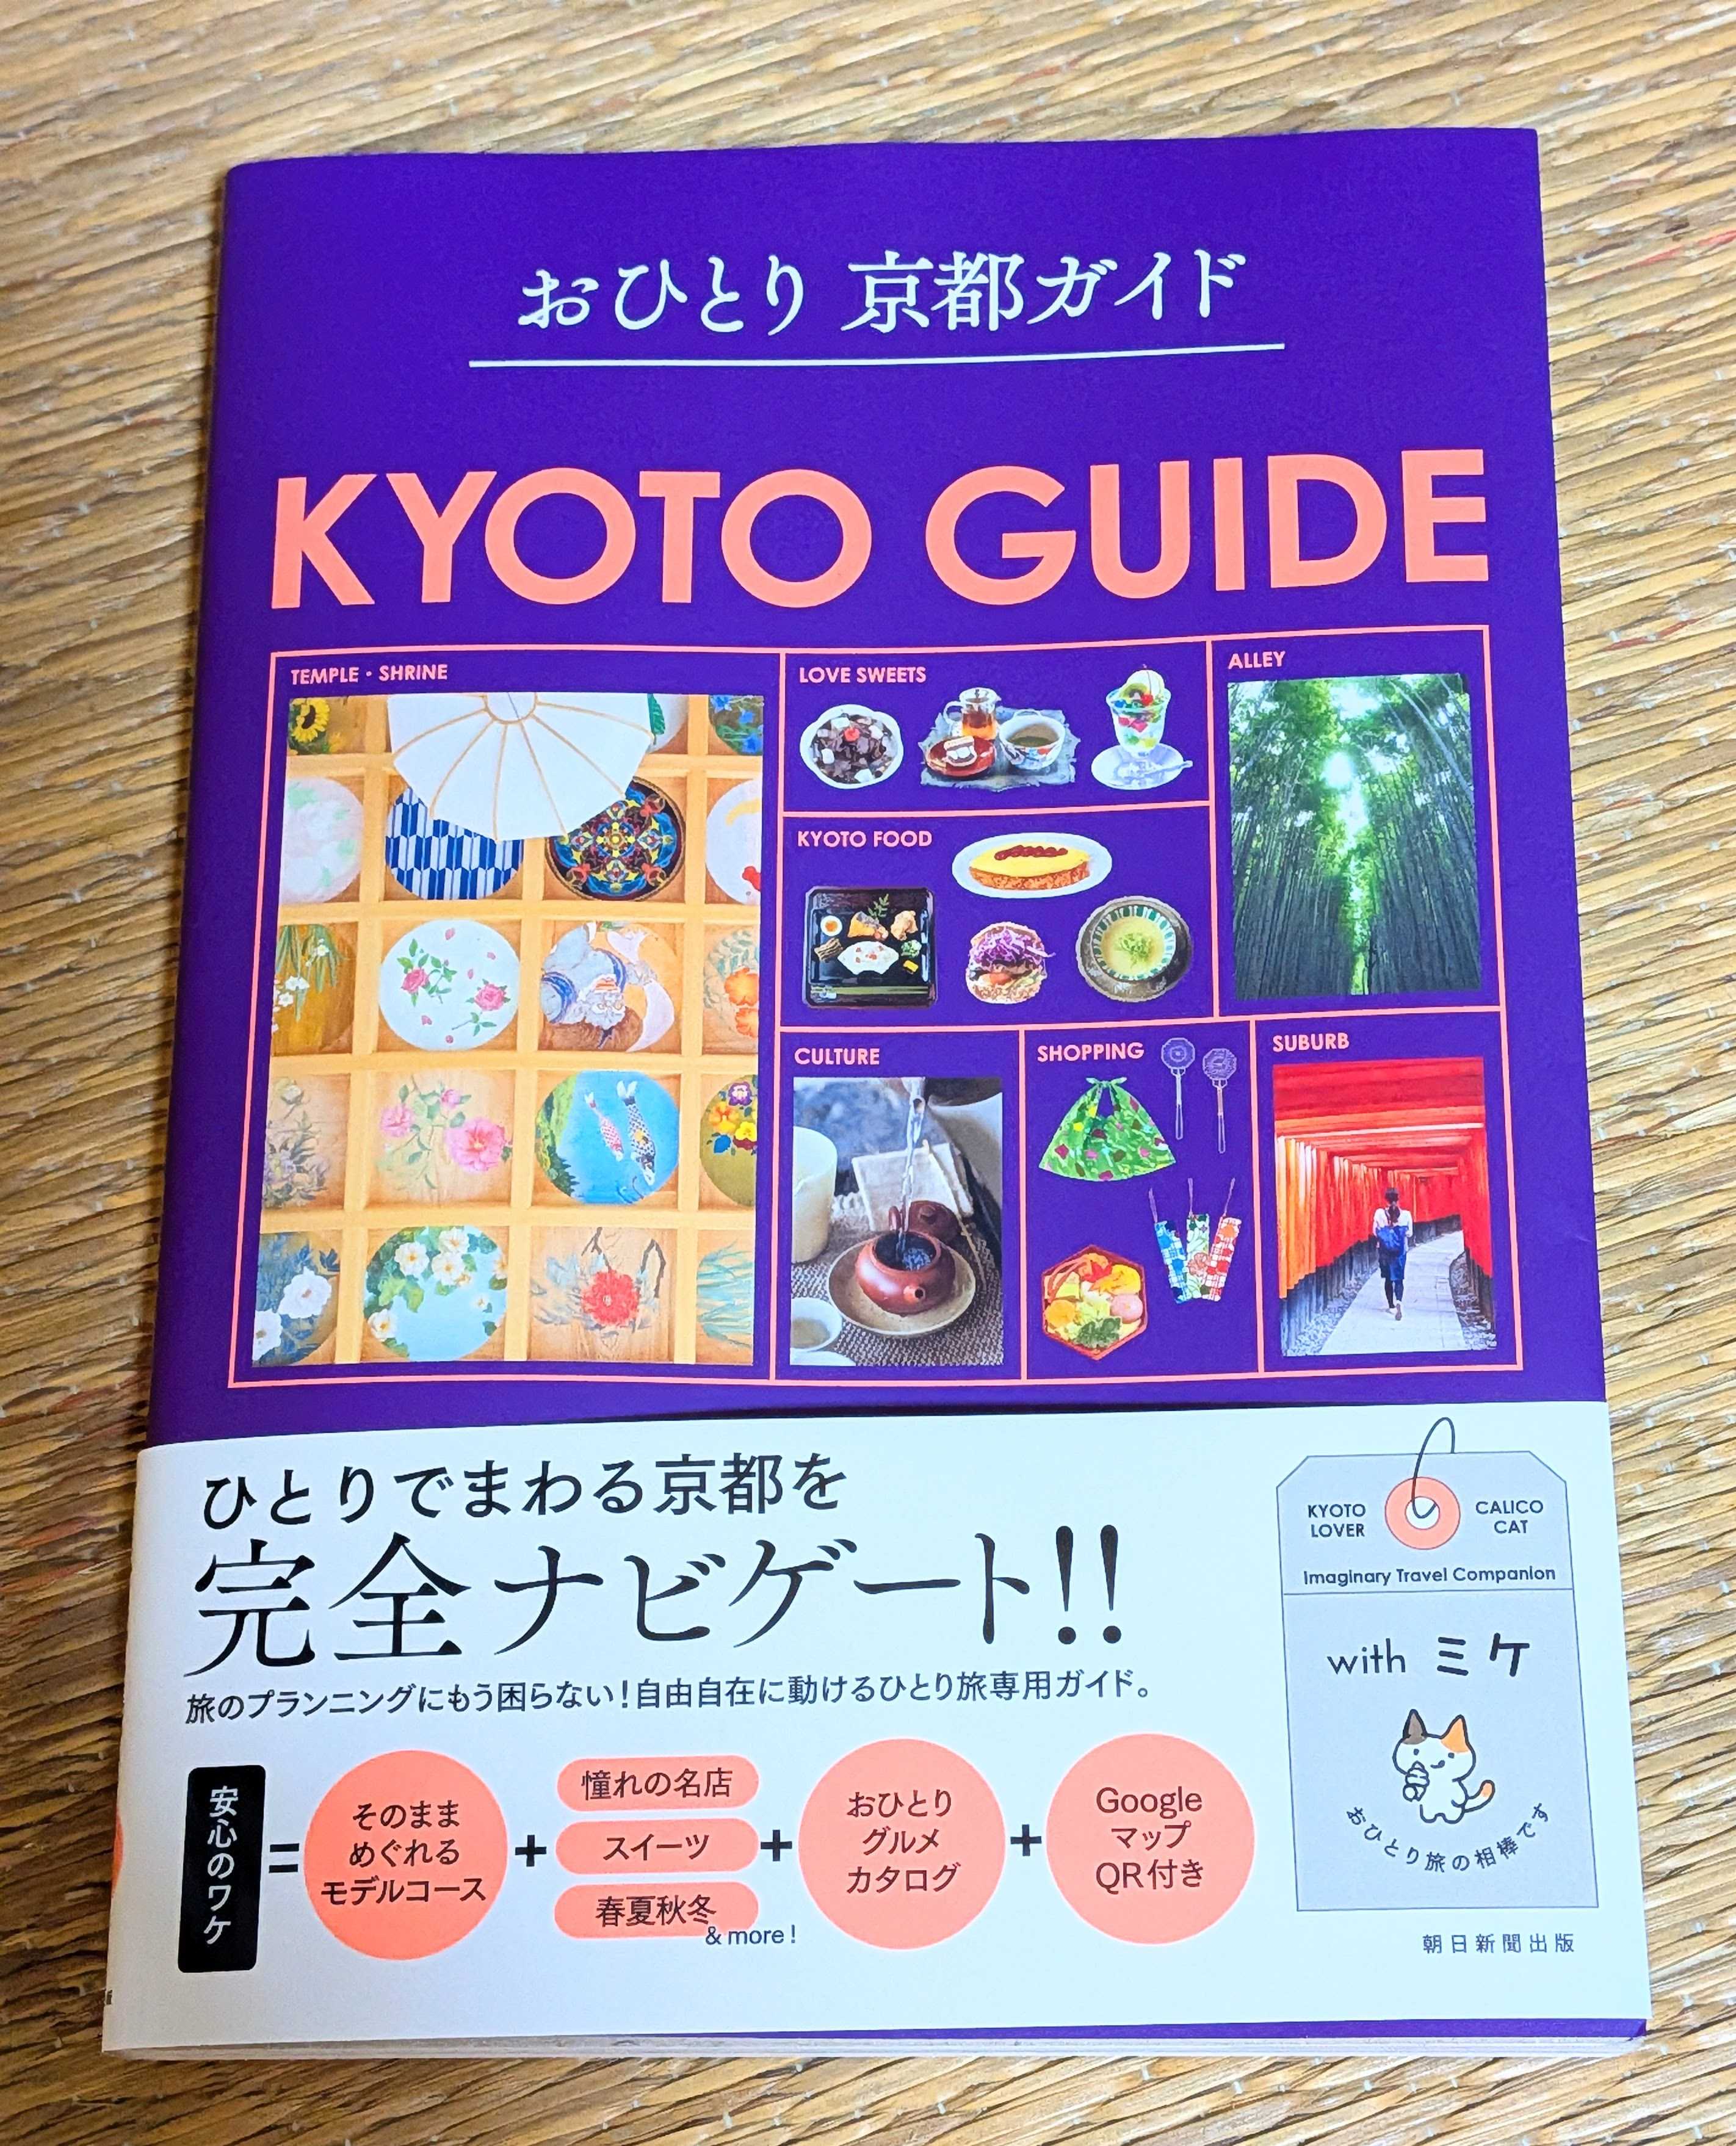 おひとり 京都ガイド
KYOTO GUIDE
TEMPLE・SHRINE
LOVE SWEETS
ALLEY
KYOTO FOOD
CULTURE
SHOPPING
SUBURB
ひとりでまわる京都を
完全ナビゲート!!
旅のプランニングにもう困らない!自由自在に動けるひとり旅専用ガイド。
安心のワケ
=
そのまま
めぐれる
モデルコース
+
憧れの名店
スイーツ
春夏秋冬
& more !
+
おひとり
グルメ
カタログ
+
Google
マップ
QR付き
KYOTO
LOVER
CALICO
CAT
Imaginary Travel Companion
with ミケ
おひとり旅の相棒です
朝日新聞出版